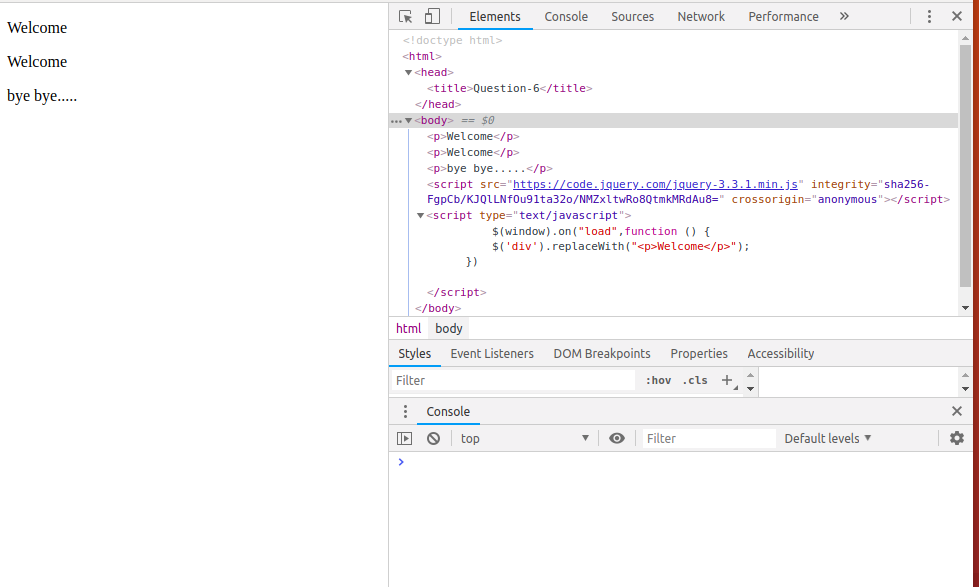 Welcome
Welcome
bye bye.....
Elements Console Sources Network Performance »
<!doctype html>
<html>
<head>
<title>Question-6</title>
</head>
<body> == $0
<p>Welcome</p>
<p>Welcome</p>
<p>bye bye.....</p>
<script src="https://code.jquery.com/jquery-3.3.1.min.js" integrity="sha256-
FgpCb/KJQlLNfOu91ta32o/NMZxltwRo8QtmkMRdAu8=" crossorigin="anonymous"></script>
<script type="text/javascript">
$(window).on("load",function () {
$('div').replaceWith("<p>Welcome</p>");
})
</script>
</body>
html body
Styles Event Listeners DOM Breakpoints Properties Accessibility
Filter :hov .cls +
Console
top Filter Default levels